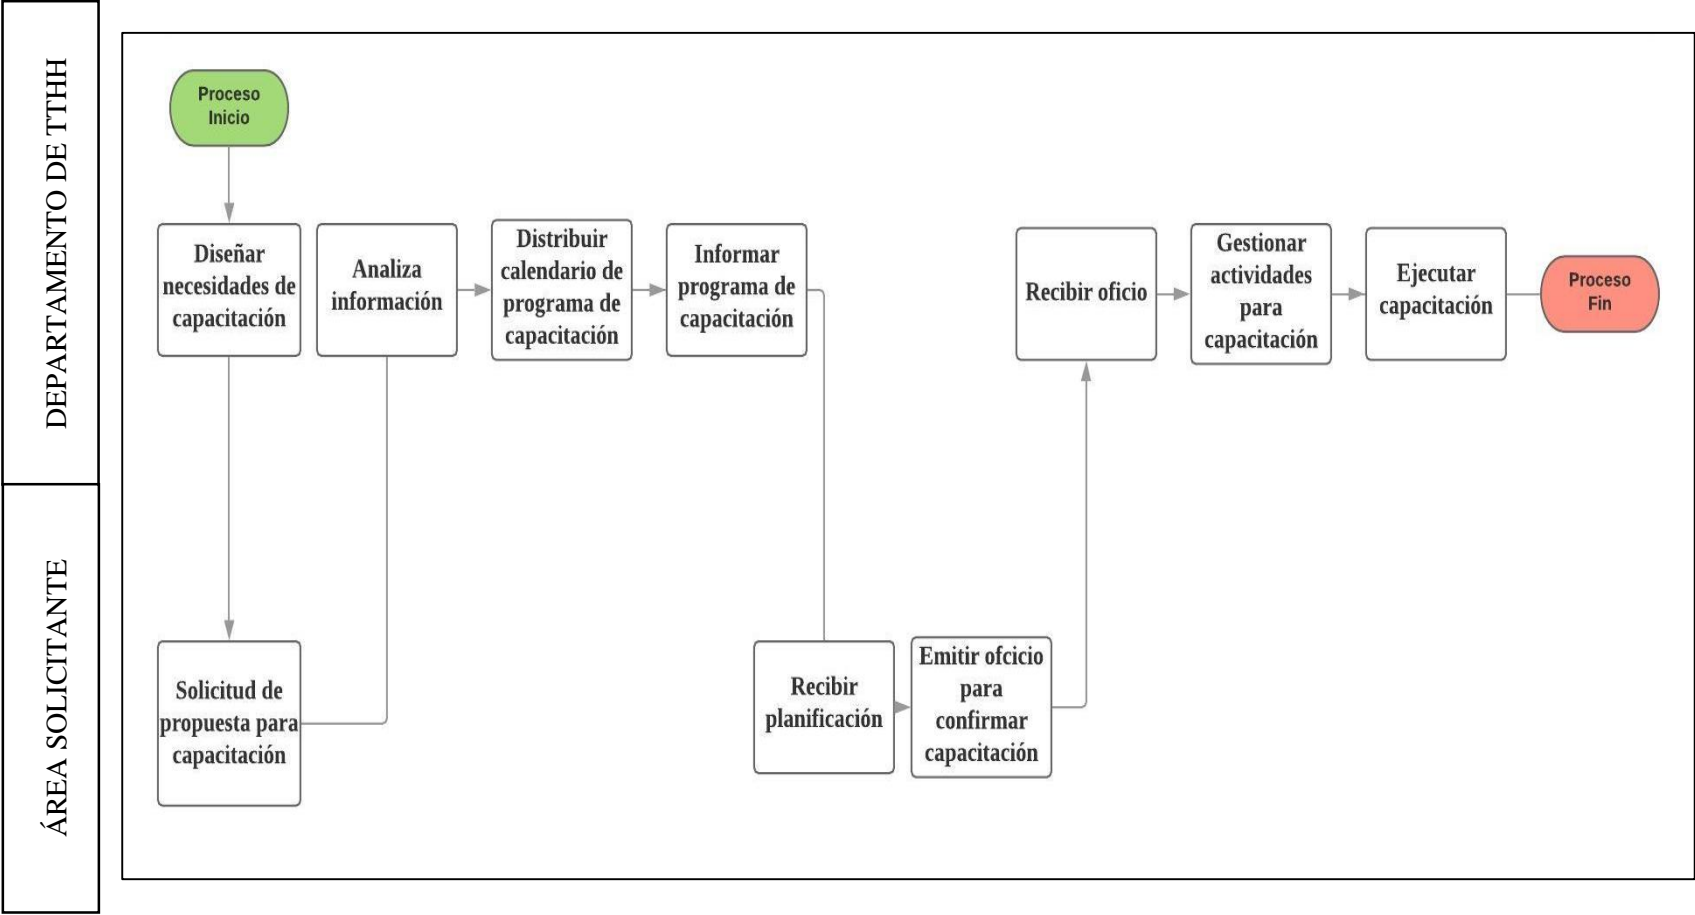 DEPARTAMENTO DE TTHH
Proceso
Inicio
Diseñar
necesidades de
capacitación
Analiza
información
Distribuir
calendario de
programa de
capacitación
Informar
programa de
capacitación
Recibir oficio
Gestionar
actividades
para
capacitación
Ejecutar
capacitación
Proceso
Fin
ÁREA SOLICITANTE
Solicitud de
propuesta para
capacitación
Recibir
planificación
Emitir ofcicio
para
confirmar
capacitación